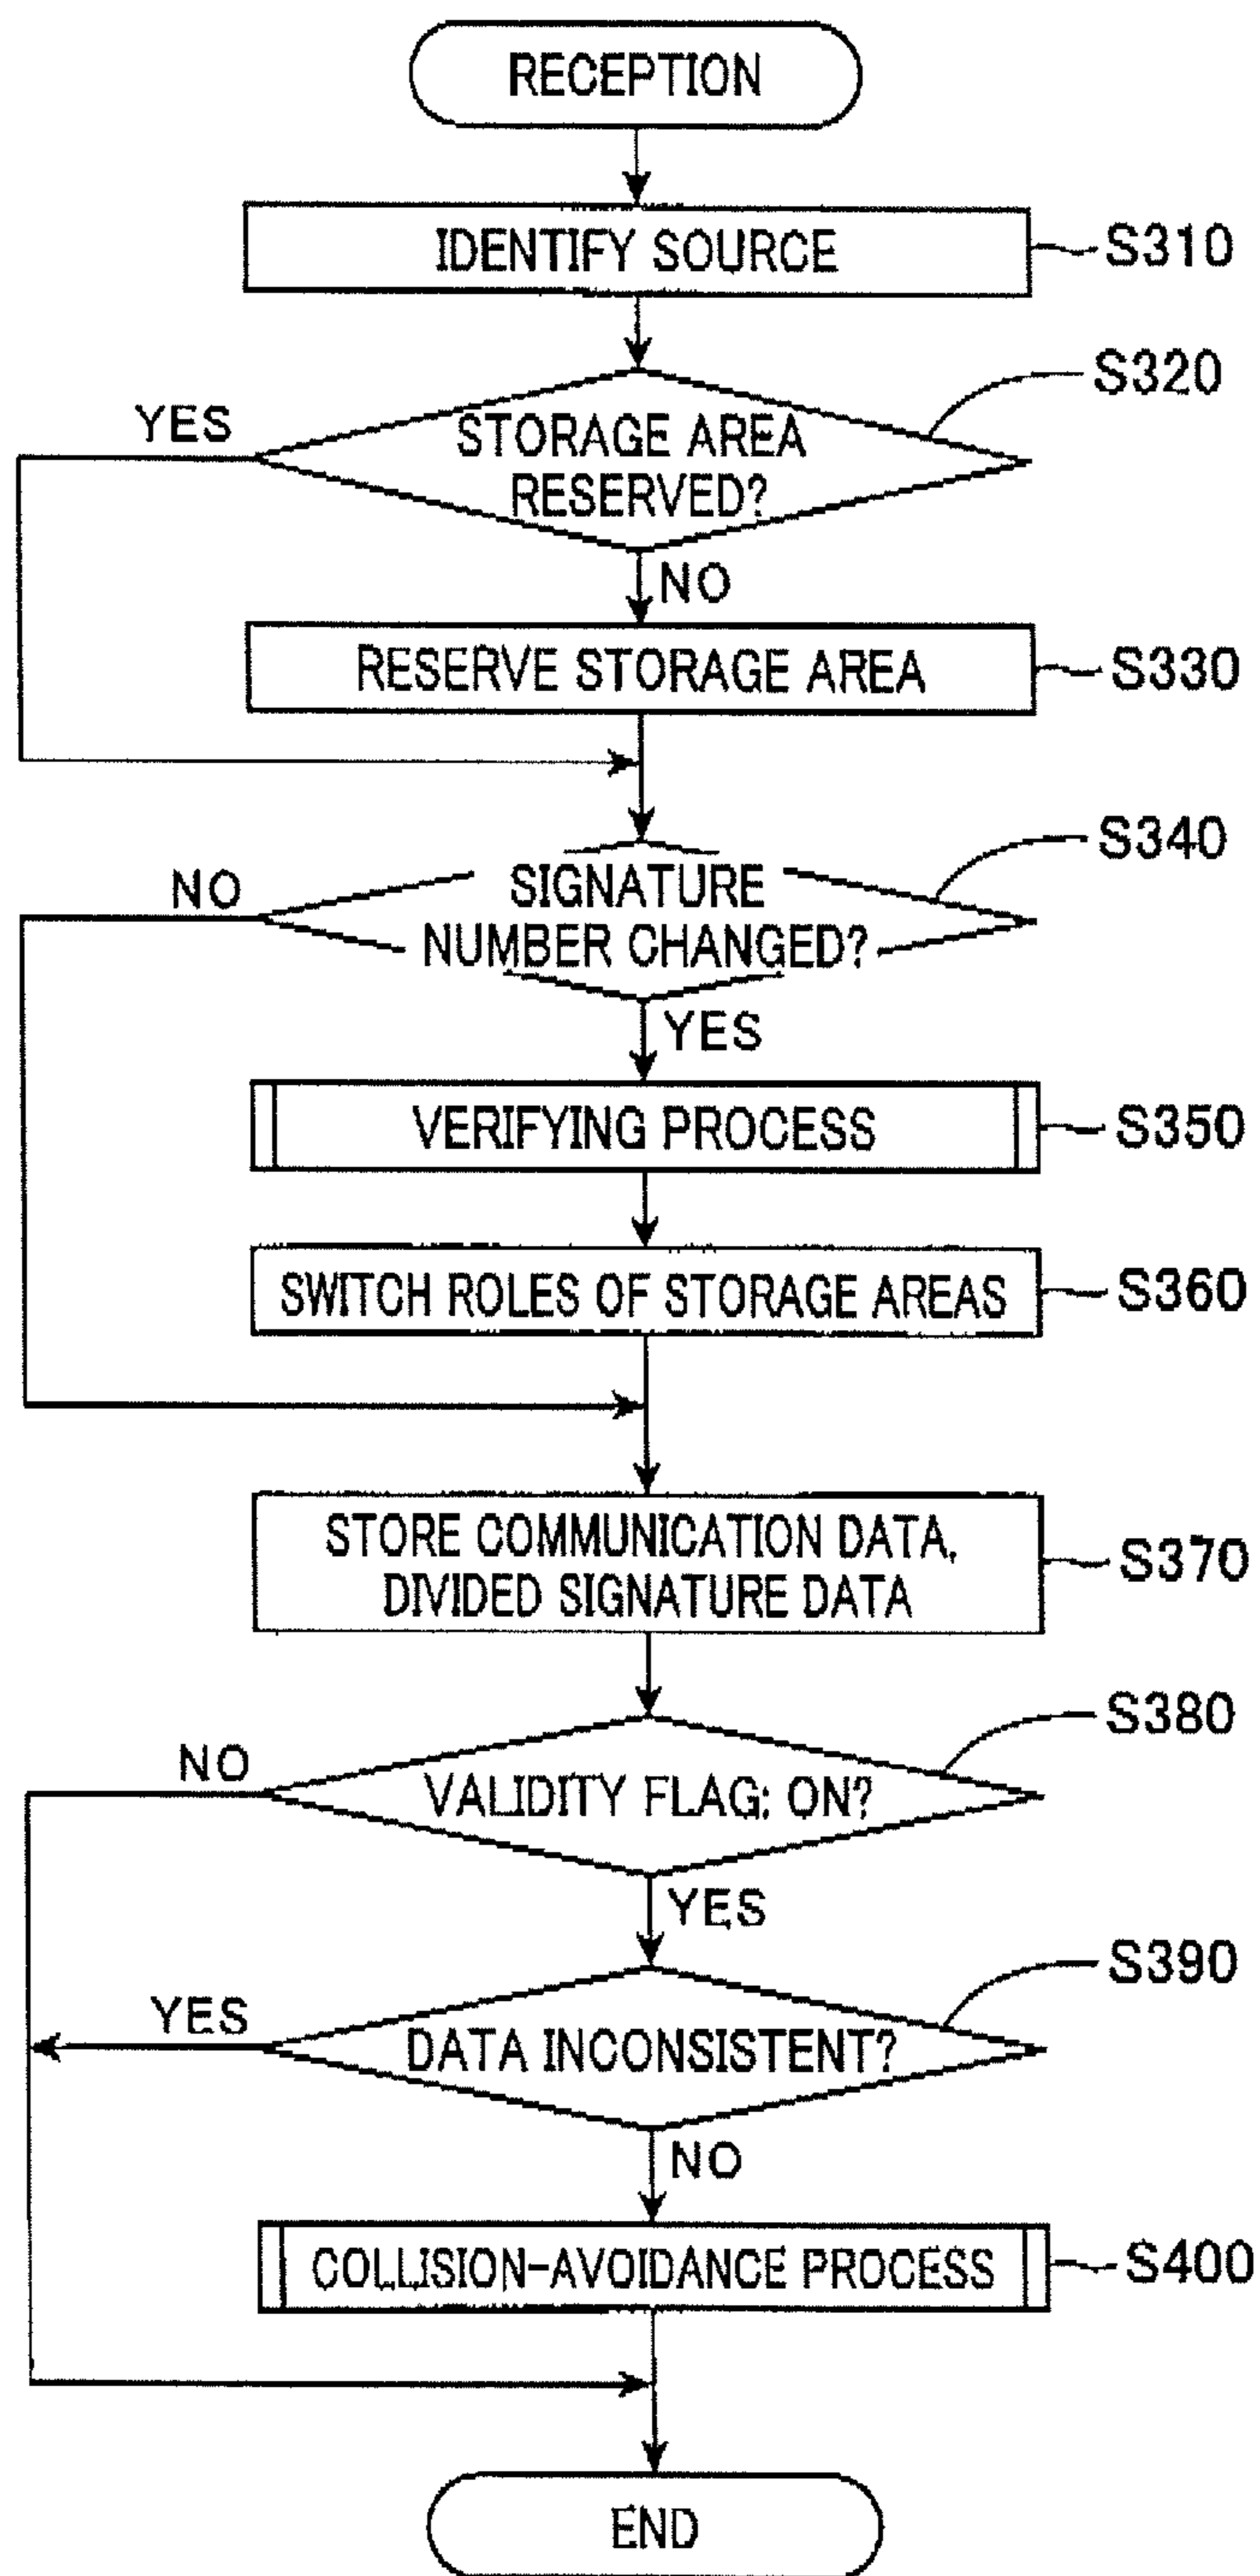 RECEPTION
IDENTIFY SOURCE
S310
S320
YES
STORAGE AREA
RESERVED?
NO
RESERVE STORAGE AREA
S330
S340
NO
SIGNATURE
NUMBER CHANGED?
YES
VERIFYING PROCESS
S350
SWITCH ROLES OF STORAGE AREAS
S360
STORE COMMUNICATION DATA,
DIVIDED SIGNATURE DATA
S370
S380
NO
VALIDITY FLAG: ON?
YES
S390
YES
DATA INCONSISTENT?
NO
COLLISION-AVOIDANCE PROCESS
S400
END